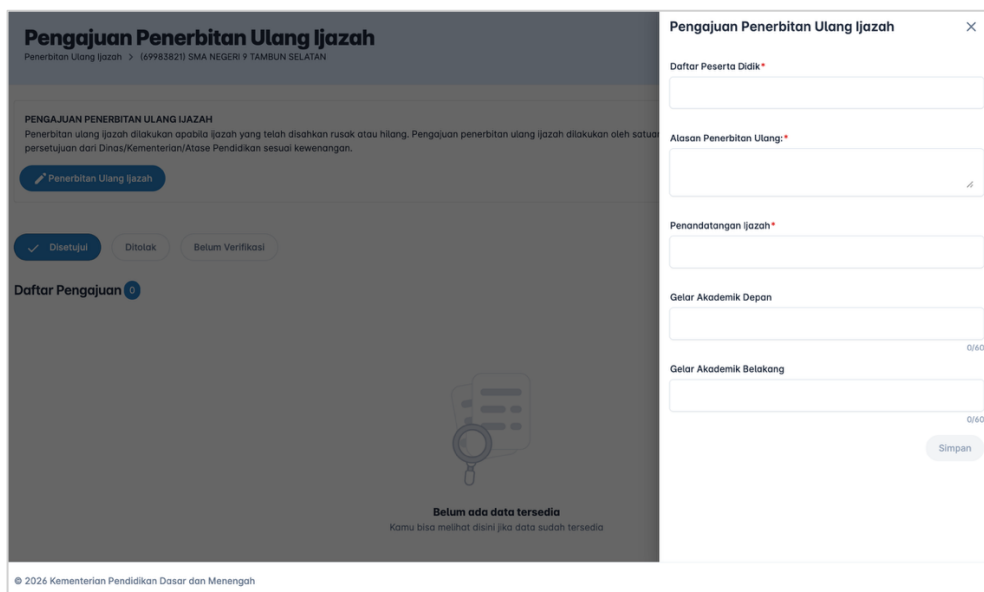 Pengajuan Penerbitan Ulang Ijazah
Penerbitan Ulang Ijazah > (69983821) SMA NEGERI 9 TAMBUN SELATAN
PENGAJUAN PENERBITAN ULANG IJAZAH
Penerbitan ulang ijazah dilakukan apabila ijazah yang telah disahkan rusak atau hilang. Pengajuan penerbitan ulang ijazah dilakukan oleh satuan
persetujuan dari Dinas/Kementerian/Atase Pendidikan sesuai kewenangan.
Penerbitan Ulang Ijazah
Disetujui Ditolak Belum Verifikasi
Daftar Pengajuan 0
Belum ada data tersedia
Kamu bisa melihat disini jika data sudah tersedia
Pengajuan Penerbitan Ulang Ijazah
Daftar Peserta Didik*
Alasan Penerbitan Ulang:*
Penandatangan Ijazah*
Gelar Akademik Depan
0/60
Gelar Akademik Belakang
0/60
Simpan
© 2026 Kementerian Pendidikan Dasar dan Menengah